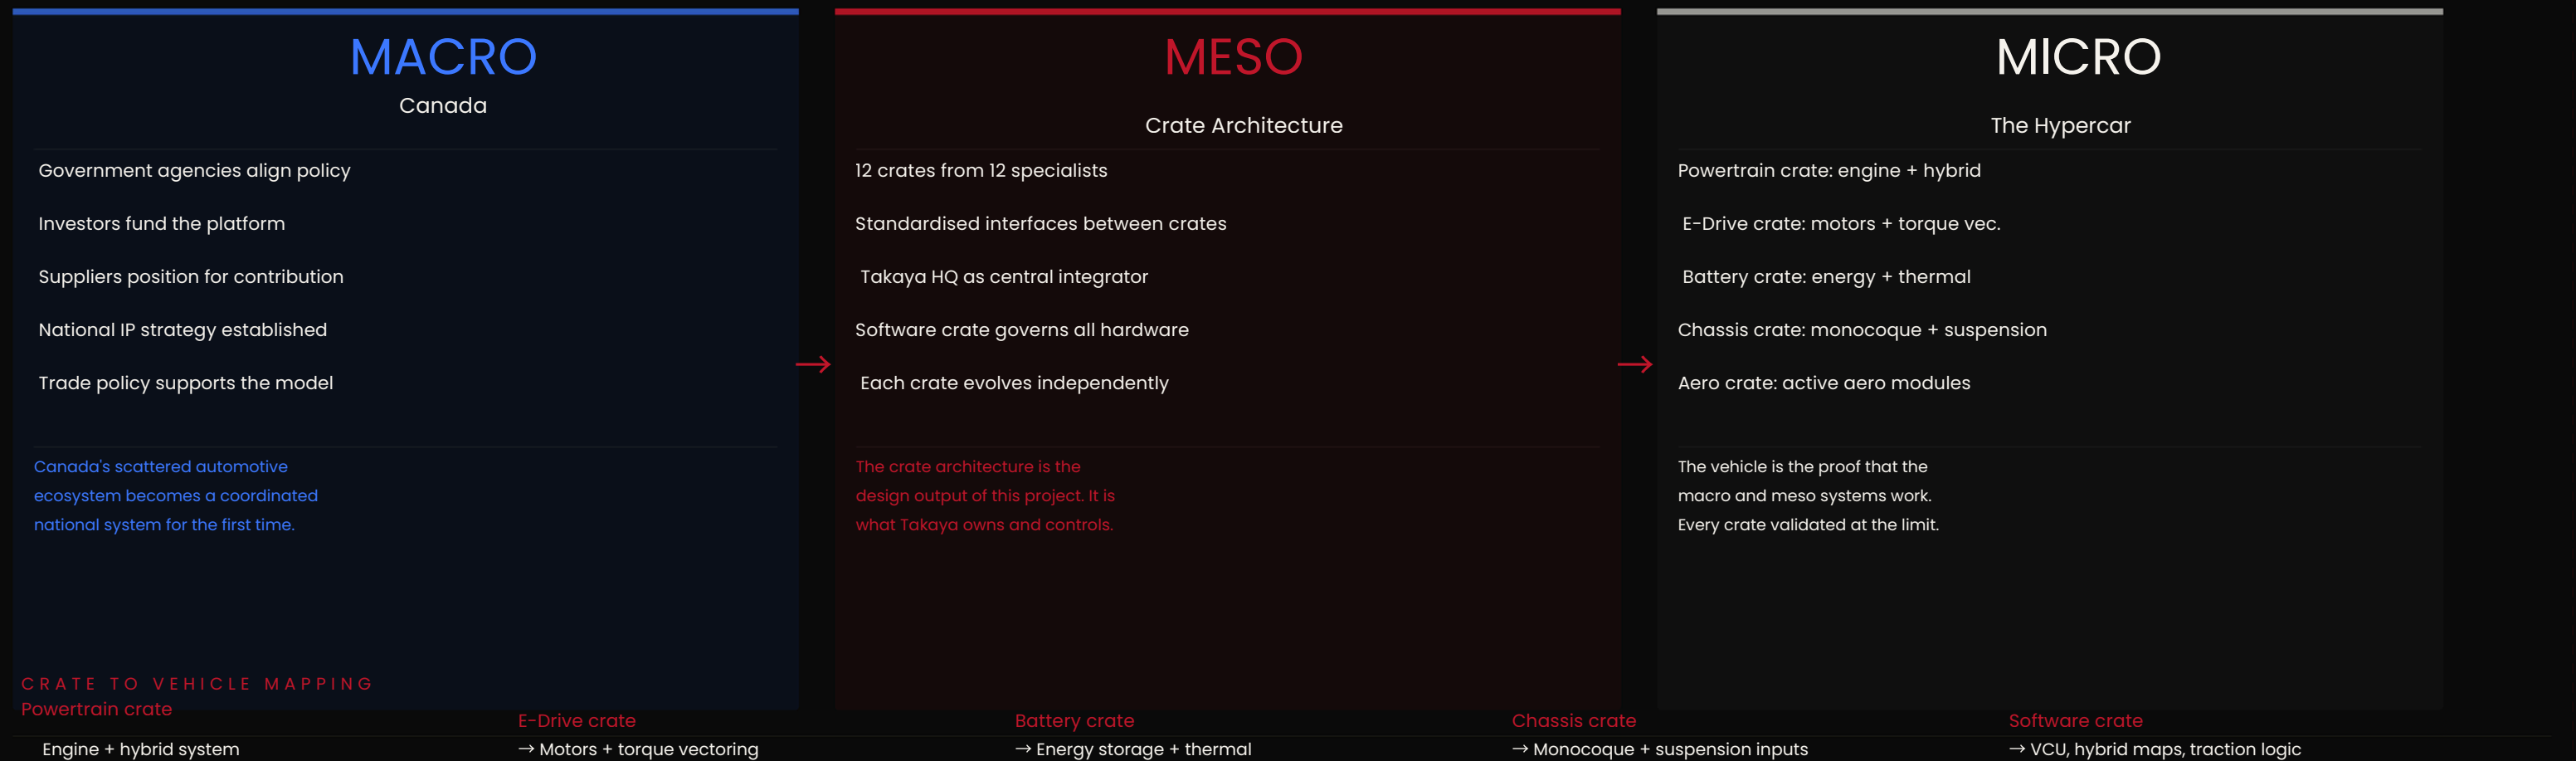 MACRO
Canada
Government agencies align policy
Investors fund the platform
Suppliers position for contribution
National IP strategy established
Trade policy supports the model
Canada's scattered automotive
ecosystem becomes a coordinated
national system for the first time.
→
MESO
Crate Architecture
12 crates from 12 specialists
Standardised interfaces between crates
Takaya HQ as central integrator
Software crate governs all hardware
Each crate evolves independently
The crate architecture is the
design output of this project. It is
what Takaya owns and controls.
→
MICRO
The Hypercar
Powertrain crate: engine + hybrid
E-Drive crate: motors + torque vec.
Battery crate: energy + thermal
Chassis crate: monocoque + suspension
Aero crate: active aero modules
The vehicle is the proof that the
macro and meso systems work.
Every crate validated at the limit.
CRATE TO VEHICLE MAPPING
Powertrain crate
Engine + hybrid system
E-Drive crate
→ Motors + torque vectoring
Battery crate
→ Energy storage + thermal
Chassis crate
→ Monocoque + suspension inputs
Software crate
→ VCU, hybrid maps, traction logic